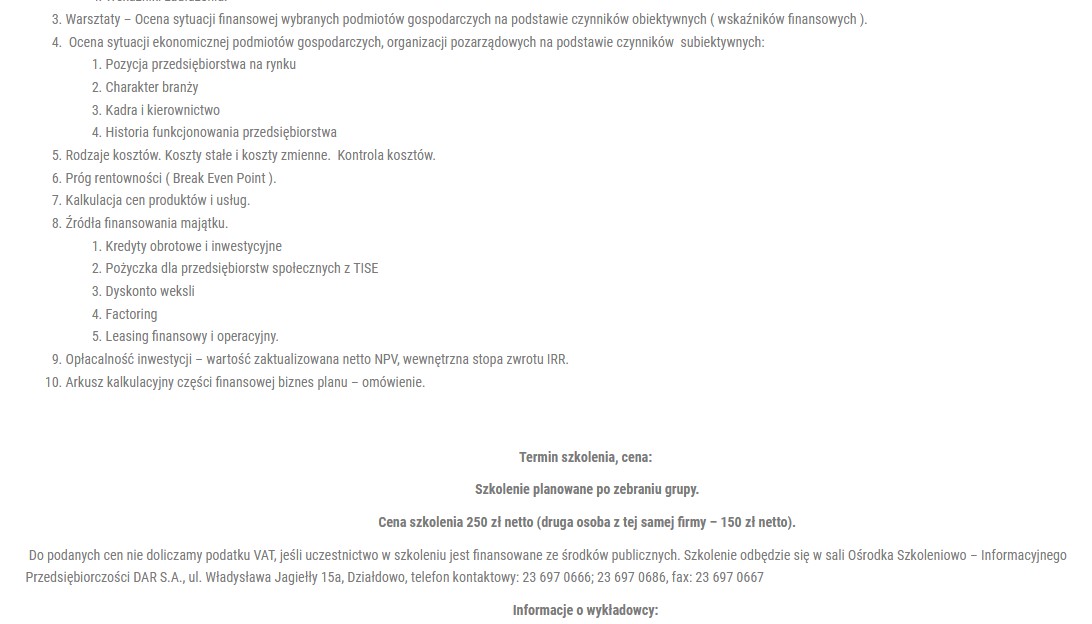 3. Warsztaty – Ocena sytuacji finansowej wybranych podmiotów gospodarczych na podstawie czynników obiektywnych ( wskaźników finansowych ).
4. Ocena sytuacji ekonomicznej podmiotów gospodarczych, organizacji pozarządowych na podstawie czynników subiektywnych:
1. Pozycja przedsiębiorstwa na rynku
2. Charakter branży
3. Kadra i kierownictwo
4. Historia funkcjonowania przedsiębiorstwa
5. Rodzaje kosztów. Koszty stałe i koszty zmienne. Kontrola kosztów.
6. Próg rentowności ( Break Even Point ).
7. Kalkulacja cen produktów i usług.
8. Źródła finansowania majątku.
1. Kredyty obrotowe i inwestycyjne
2. Pożyczka dla przedsiębiorstw społecznych z TISE
3. Dyskonto weksli
4. Factoring
5. Leasing finansowy i operacyjny.
9. Opłacalność inwestycji – wartość zaktualizowana netto NPV, wewnętrzna stopa zwrotu IRR.
10. Arkusz kalkulacyjny części finansowej biznes planu – omówienie.
Termin szkolenia, cena:
Szkolenie planowane po zebraniu grupy.
Cena szkolenia 250 zł netto (druga osoba z tej samej firmy – 150 zł netto).
Do podanych cen nie doliczamy podatku VAT, jeśli uczestnictwo w szkoleniu jest finansowane ze środków publicznych. Szkolenie odbędzie się w sali Ośrodka Szkoleniowo – Informacyjnego
Przedsiębiorczości DAR S.A., ul. Władysława Jagiełły 15a, Działdowo, telefon kontaktowy: 23 697 0666; 23 697 0686, fax: 23 697 0667
Informacje o wykładowcy: